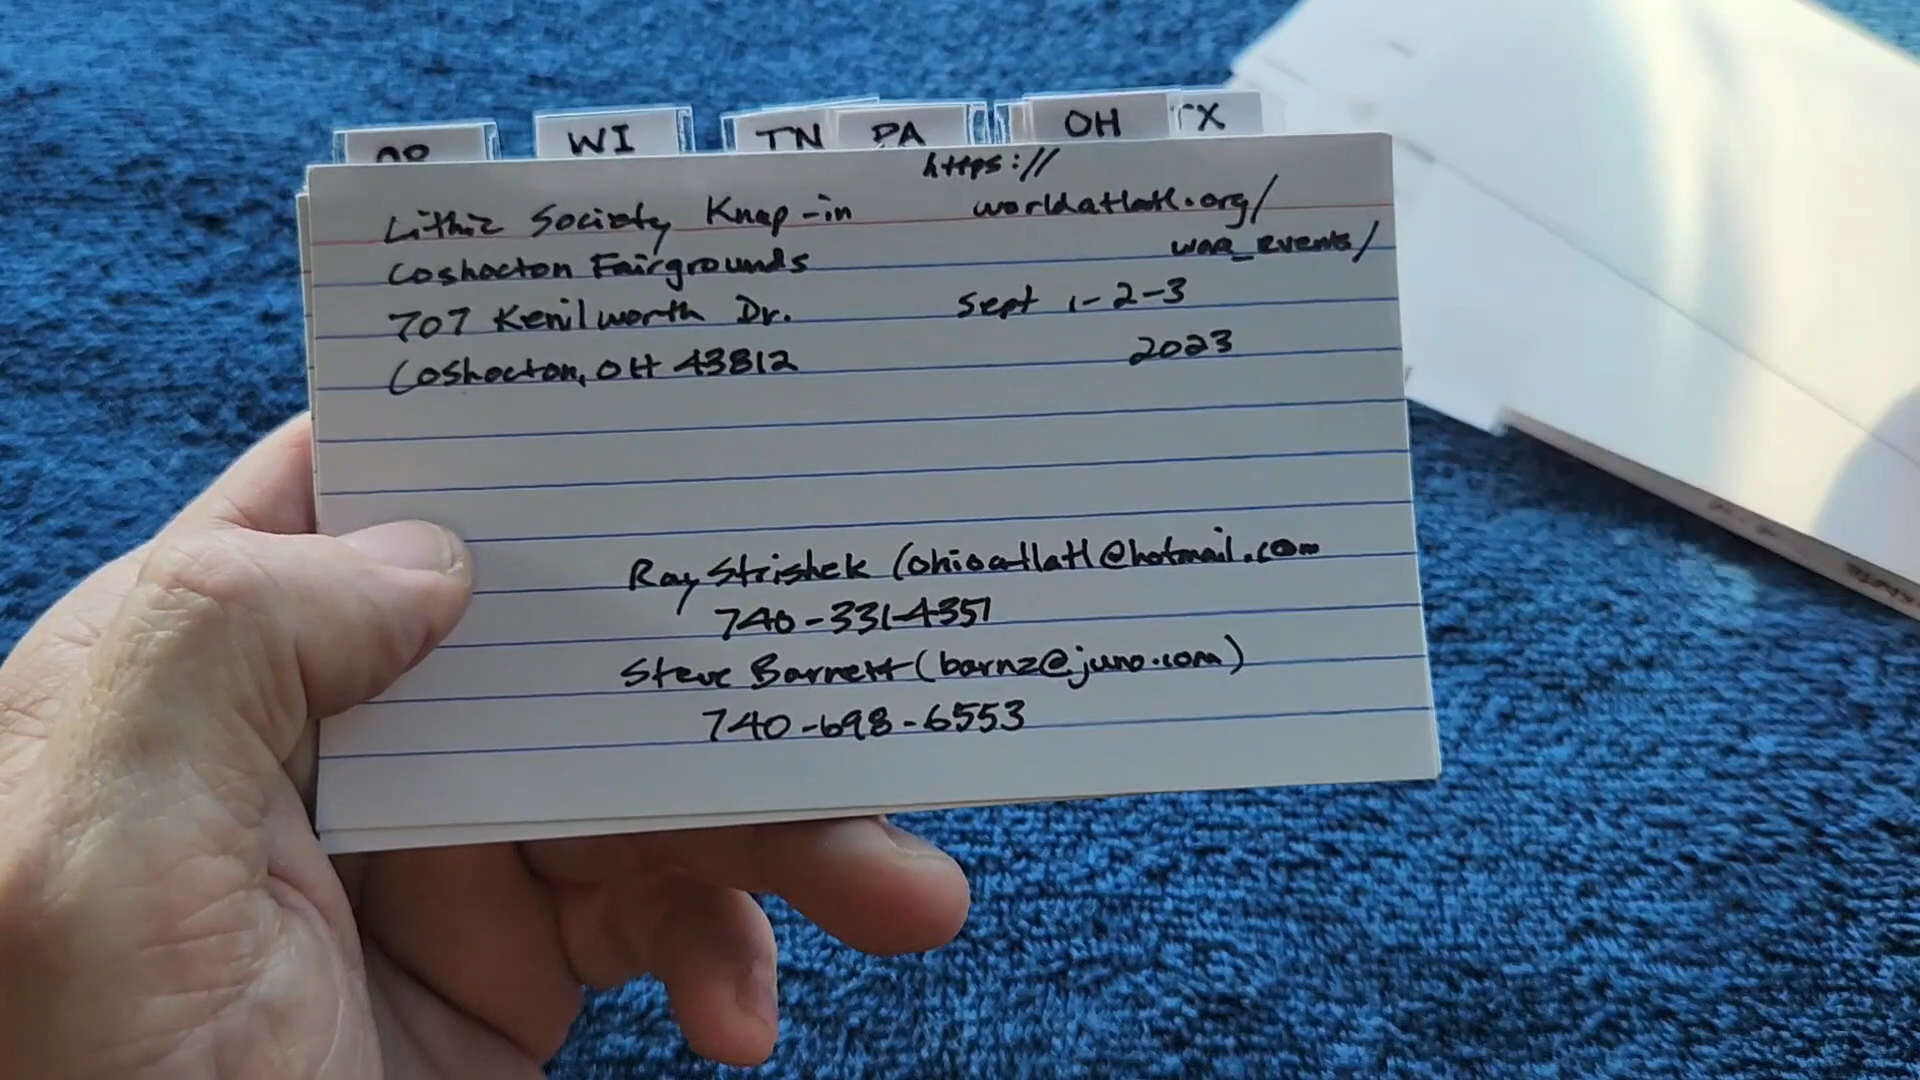 WI
TN
PA
OH
TX
https://
Lithic Society Knap-in
worldatlatl.org/
waa_events/
Coshocton Fairgrounds
707 Kenilworth Dr.
Sept 1-2-3
Coshocton, OH 43812
2023
Ray Strishek (ohioatlatl@hotmail.com
740-331-4351
Steve Barnett (barnz@juno.com)
740-698-6553